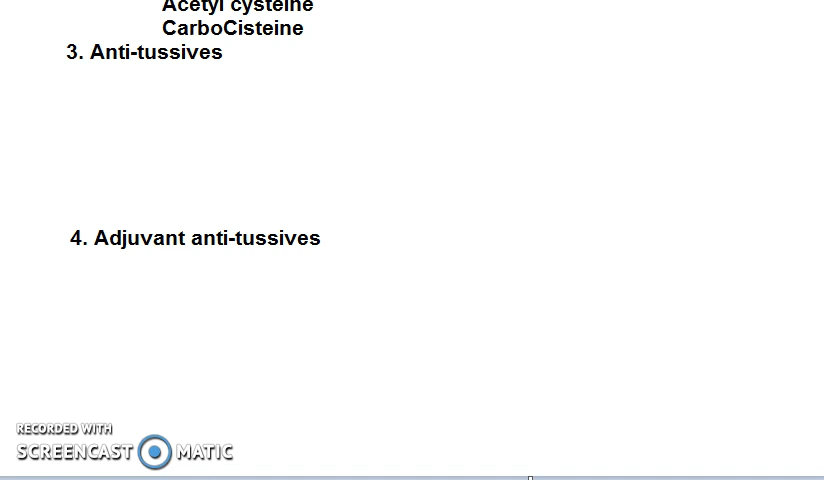 Acetyl cysteine
CarboCisteine
3. Anti-tussives
4. Adjuvant anti-tussives
RECORDED WITH
SCREENCAST MATIC